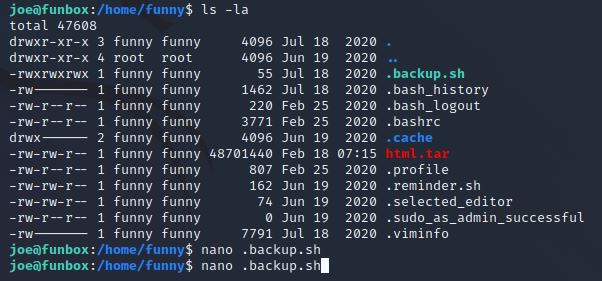 joe@funbox:/home/funny$ ls -la
total 47608
drwxr-xr-x 3 funny funny 4096 Jul 18 2020 .
drwxr-xr-x 4 root root 4096 Jun 19 2020 ..
-rwxrwxrwx 1 funny funny 55 Jul 18 2020 .backup.sh
-rw------- 1 funny funny 1462 Jul 18 2020 .bash_history
-rw-r--r-- 1 funny funny 220 Feb 25 2020 .bash_logout
-rw-r--r-- 1 funny funny 3771 Feb 25 2020 .bashrc
drwx------ 2 funny funny 4096 Jun 19 2020 .cache
-rw-rw-r-- 1 funny funny 48701440 Feb 18 07:15 html.tar
-rw-r--r-- 1 funny funny 807 Feb 25 2020 .profile
-rw-rw-r-- 1 funny funny 162 Jun 19 2020 .reminder.sh
-rw-rw-r-- 1 funny funny 74 Jun 19 2020 .selected_editor
-rw-r--r-- 1 funny funny 0 Jun 19 2020 .sudo_as_admin_successful
-rw------- 1 funny funny 7791 Jul 18 2020 .viminfo
joe@funbox:/home/funny$ nano .backup.sh
joe@funbox:/home/funny$ nano .backup.sh